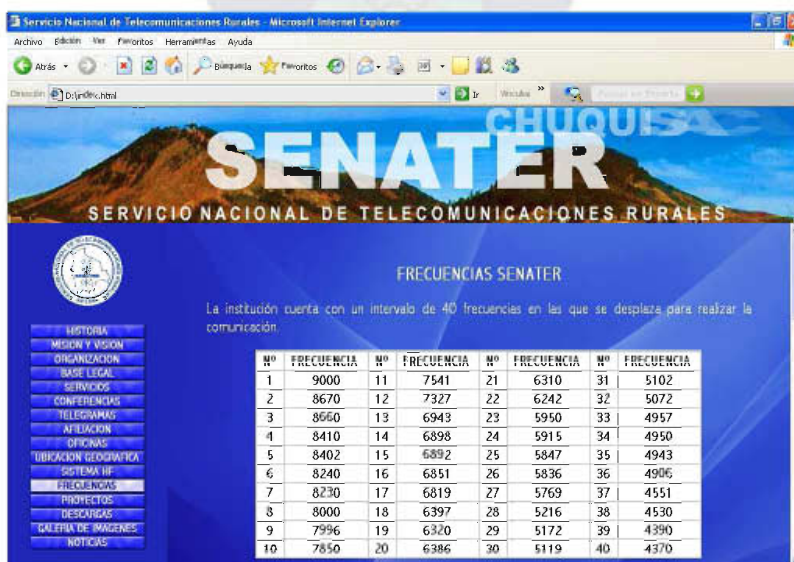 Servicio Nacional de Telecomunicaciones Rurales - Microsoft Internet Explorer
Archivo Edición Ver Favoritos Herramientas Ayuda
Atrás Búsqueda Favoritos
Dirección D:\index.html Ir Vínculos
CHUQUISAC
SENATER
SERVICIO NACIONAL DE TELECOMUNICACIONES RURALES
FRECUENCIAS SENATER
La institución cuenta con un intervalo de 40 frecuencias en las que se desplaza para realizar la
comunicación.
HISTORIA
MISION Y VISION
ORGANIZACION
BASE LEGAL
SERVICIOS
CONFERENCIAS
TELEGRAMAS
AFILIACION
OFICINAS
UBICACION GEOGRAFICA
SISTEMA HF
FRECUENCIAS
PROYECTOS
DESCARGAS
GALERIA DE IMAGENES
NOTICIAS
Nº FRECUENCIA Nº FRECUENCIA Nº FRECUENCIA Nº FRECUENCIA
1 9000 11 7541 21 6310 31 5102
2 8670 12 7327 22 6242 32 5072
3 8660 13 6943 23 5950 33 4957
4 8410 14 6898 24 5915 34 4950
5 8402 15 6892 25 5847 35 4943
6 8240 16 6851 26 5836 36 4906
7 8230 17 6819 27 5769 37 4551
8 8000 18 6397 28 5216 38 4530
9 7996 19 6320 29 5172 39 4390
10 7850 20 6386 30 5119 40 4370